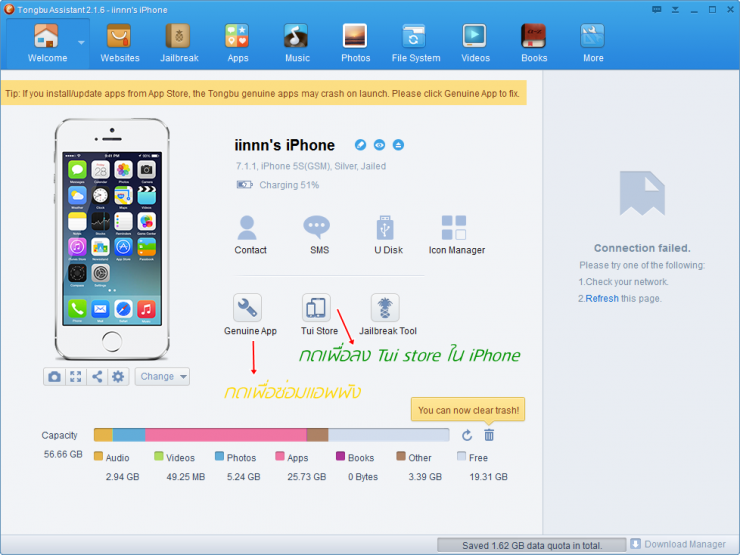 Tongbu Assistant 2.1.6 - iinnn's iPhone
Welcome Websites Jailbreak Apps Music Photos File System Videos Books More
Tip: If you install/update apps from App Store, the Tongbu genuine apps may crash on launch. Please click Genuine App to fix.
iinnn's iPhone
7.1.1, iPhone 5S(GSM), Silver, Jailed
Charging 51%
Contact SMS U Disk Icon Manager
Genuine App Tui Store Jailbreak Tool
กดเพื่อลง Tui store ใน iPhone
กดเพื่อซ่อมแอพพัง
Change
Connection failed.
Please try one of the following:
1.Check your network.
2.Refresh this page.
You can now clear trash!
Capacity
56.66 GB
Audio Videos Photos Apps Books Other Free
2.94 GB 49.25 MB 5.24 GB 25.73 GB 0 Bytes 3.39 GB 19.31 GB
Saved 1.62 GB data quota in total.
Download Manager